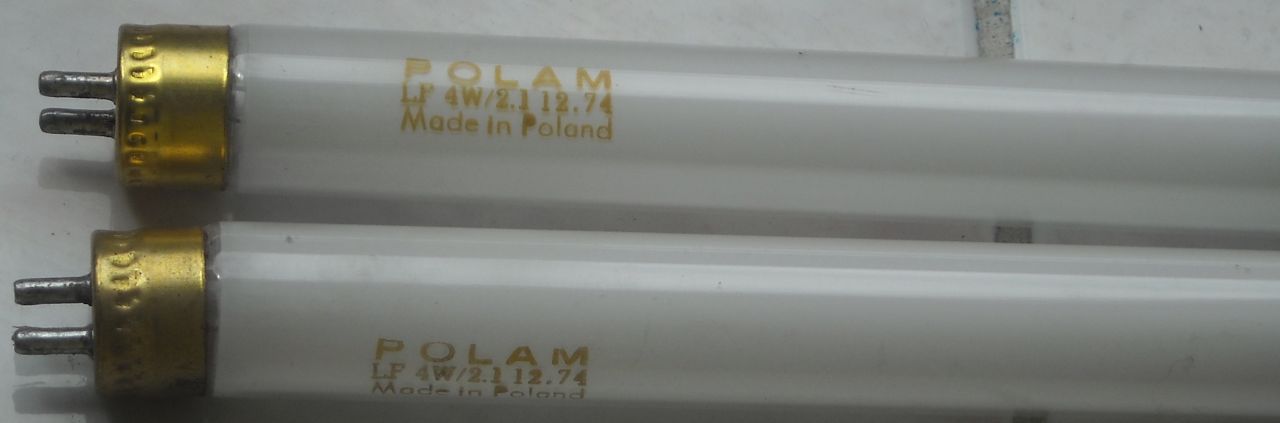 POLAM
LF 4W/2.1 12.74
Made in Poland
POLAM
LF 4W/2.1 12.74
Made in Poland